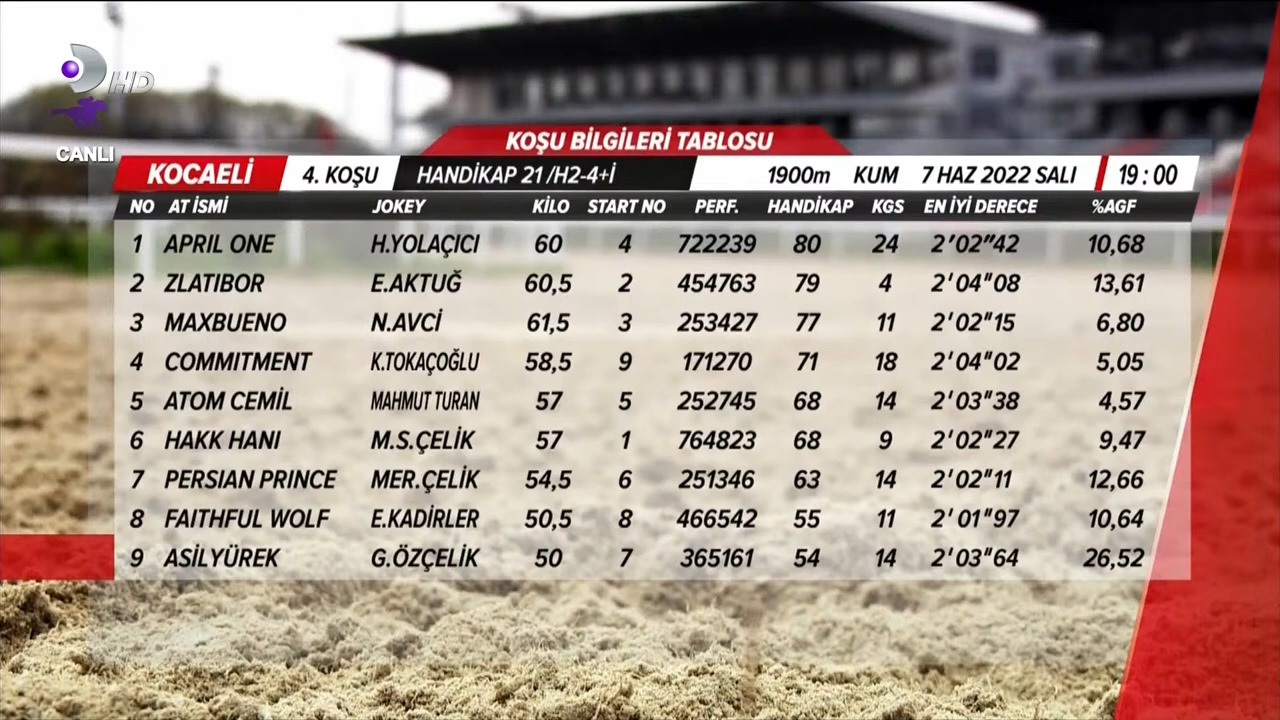 D HD
CANLI
KOŞU BİLGİLERİ TABLOSU
KOCAELİ 4. KOŞU HANDİKAP 21 /H2-4+İ 1900m KUM 7 HAZ 2022 SALI 19:00
NO AT İSMİ JOKEY KİLO START NO PERF. HANDİKAP KGS EN İYİ DERECE %AGF
1 APRIL ONE H.YOLAÇICI 60 4 722239 80 24 2'02"42 10,68
2 ZLATIBOR E.AKTUĞ 60,5 2 454763 79 4 2'04"08 13,61
3 MAXBUENO N.AVCİ 61,5 3 253427 77 11 2'02"15 6,80
4 COMMITMENT K.TOKAÇOĞLU 58,5 9 171270 71 18 2'04"02 5,05
5 ATOM CEMİL MAHMUT TURAN 57 5 252745 68 14 2'03"38 4,57
6 HAKK HANI M.S.ÇELİK 57 1 764823 68 9 2'02"27 9,47
7 PERSIAN PRINCE MER.ÇELİK 54,5 6 251346 63 14 2'02"11 12,66
8 FAITHFUL WOLF E.KADİRLER 50,5 8 466542 55 11 2'01"97 10,64
9 ASİLYÜREK G.ÖZÇELİK 50 7 365161 54 14 2'03"64 26,52